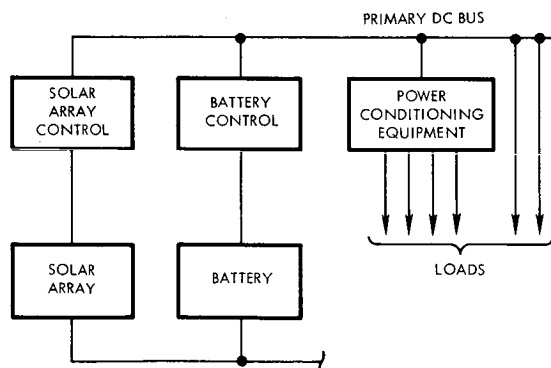 PRIMARY DC BUS
SOLAR
ARRAY
CONTROL
BATTERY
CONTROL
POWER
CONDITIONING
EQUIPMENT
SOLAR
ARRAY
BATTERY
LOADS